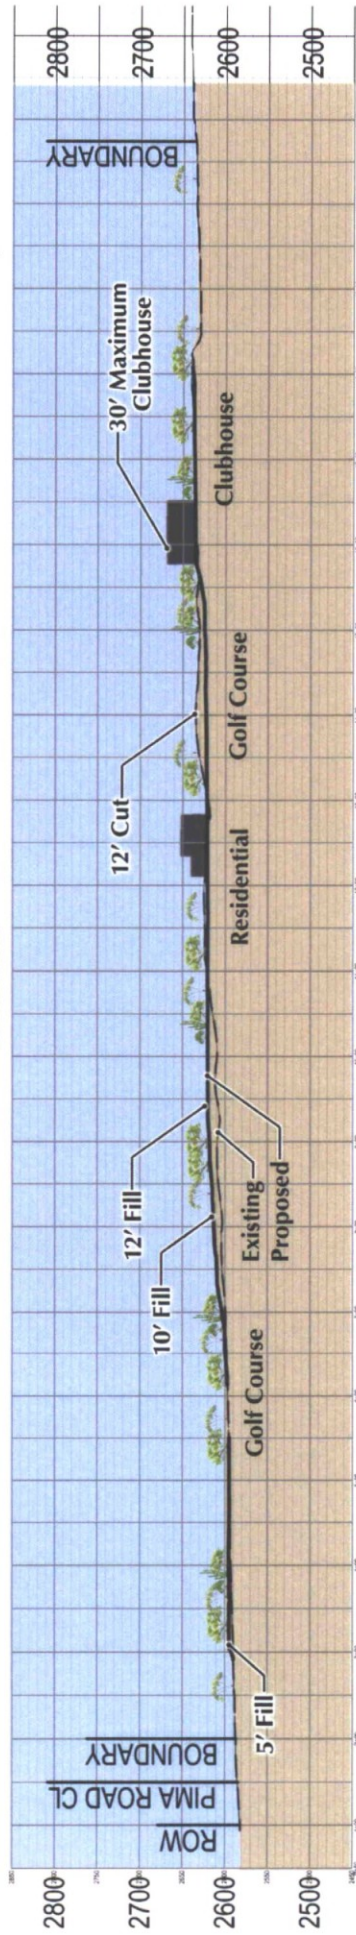 2800
2700
2600
2500
BOUNDARY
30' Maximum
Clubhouse
Clubhouse
Golf Course
12' Cut
Residential
12' Fill
10' Fill
Existing
Proposed
Golf Course
5' Fill
BOUNDARY
PIMA ROAD CL
ROW
2800
2700
2600
2500